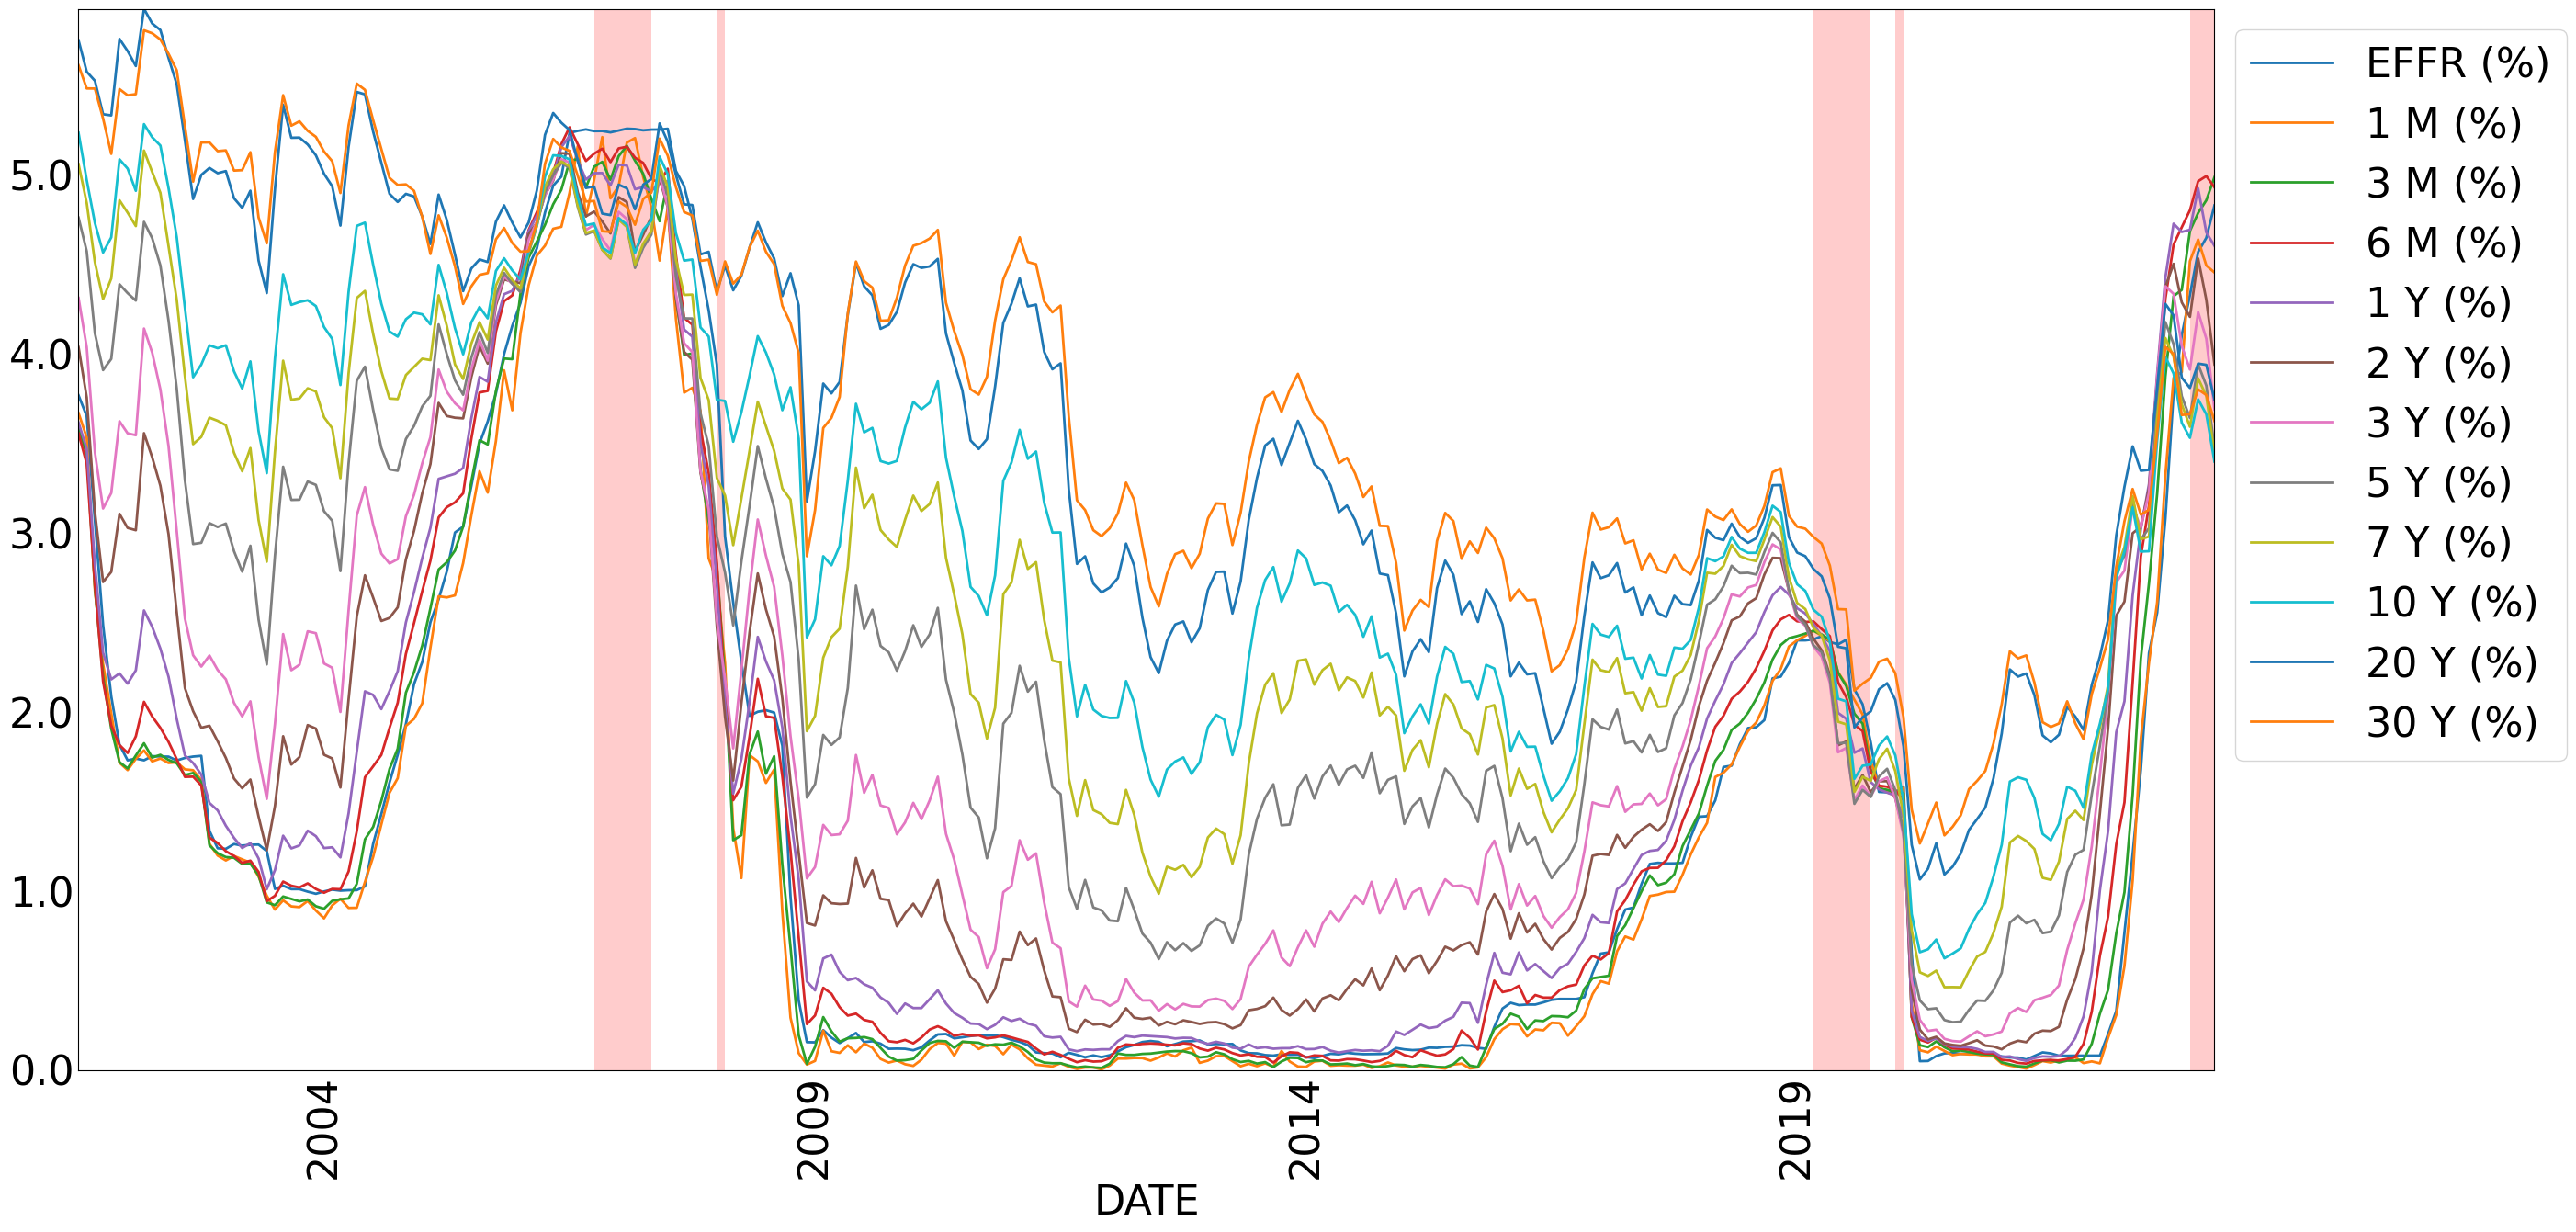 5.0
4.0
3.0
2.0
1.0
0.0
2004
2009
2014
2019
DATE
EFFR (%)
1 M (%)
3 M (%)
6 M (%)
1 Y (%)
2 Y (%)
3 Y (%)
5 Y (%)
7 Y (%)
10 Y (%)
20 Y (%)
30 Y (%)